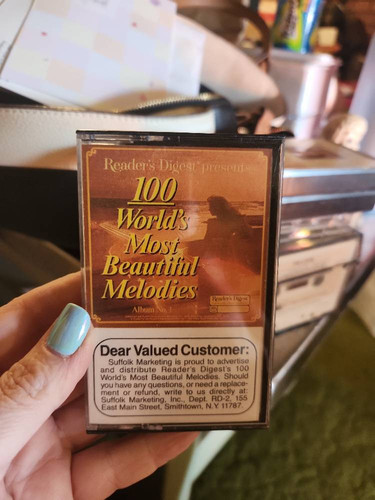 Reader's Digest presents
100
World's
Most
Beautiful
Melodies
Reader's Digest
Album No.
Dear Valued Customer:
Suffolk Marketing is proud to advertise
and distribute Reader's Digest's 100
World's Most Beautiful Melodies. Should
you have any questions, or need a replace-
ment or refund, write to us directly at:
Suffolk Marketing, Inc., Dept. RD-2, 155
East Main Street, Smithtown, N.Y. 11787.